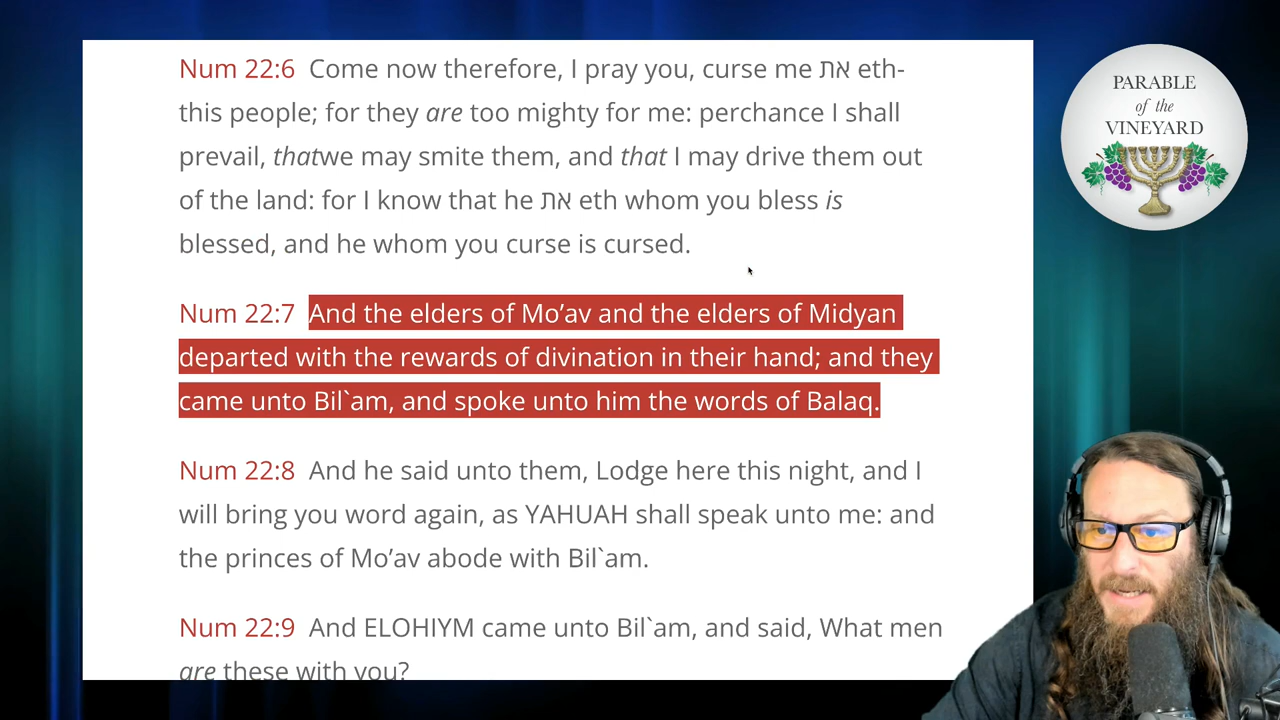 Num 22:6 Come now therefore, I pray you, curse me את eth-
this people; for they are too mighty for me: perchance I shall
prevail, thatwe may smite them, and that I may drive them out
of the land: for I know that he את eth whom you bless is
blessed, and he whom you curse is cursed.
Num 22:7 And the elders of Mo’av and the elders of Midyan
departed with the rewards of divination in their hand; and they
came unto Bil`am, and spoke unto him the words of Balaq.
Num 22:8 And he said unto them, Lodge here this night, and I
will bring you word again, as YAHUAH shall speak unto me: and
the princes of Mo’av abode with Bil`am.
Num 22:9 And ELOHIYM came unto Bil`am, and said, What men
are these with you?
PARABLE
of the
VINEYARD